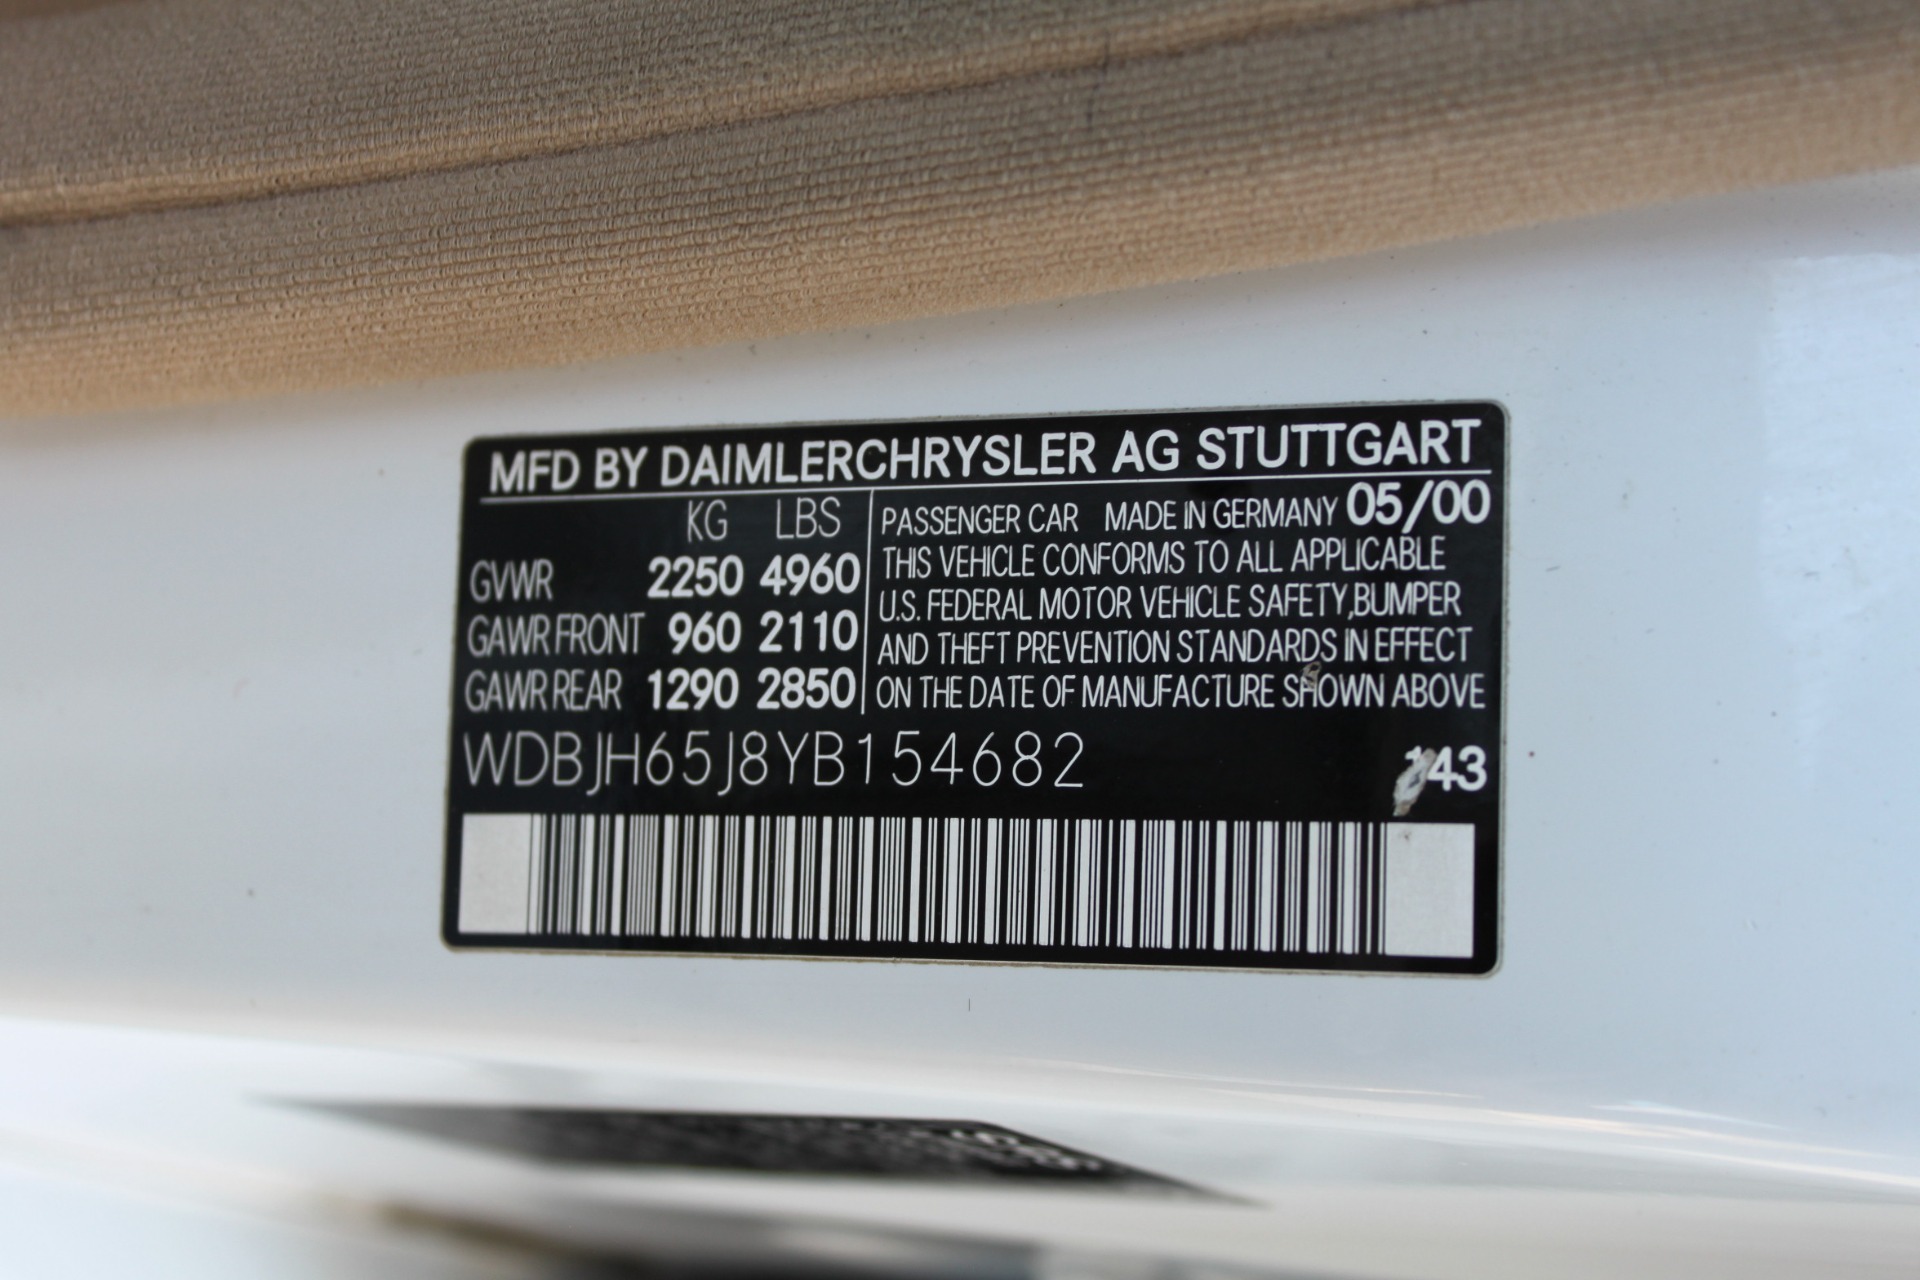 MFD BY DAIMLERCHRYSLER AG STUTTGART
KG LBS
GVWR 2250 4960
GAWR FRONT 960 2110
GAWR REAR 1290 2850
PASSENGER CAR MADE IN GERMANY 05/00
THIS VEHICLE CONFORMS TO ALL APPLICABLE
U.S. FEDERAL MOTOR VEHICLE SAFETY,BUMPER
AND THEFT PREVENTION STANDARDS IN EFFECT
ON THE DATE OF MANUFACTURE SHOWN ABOVE
WDBJH65J8YB154682 143